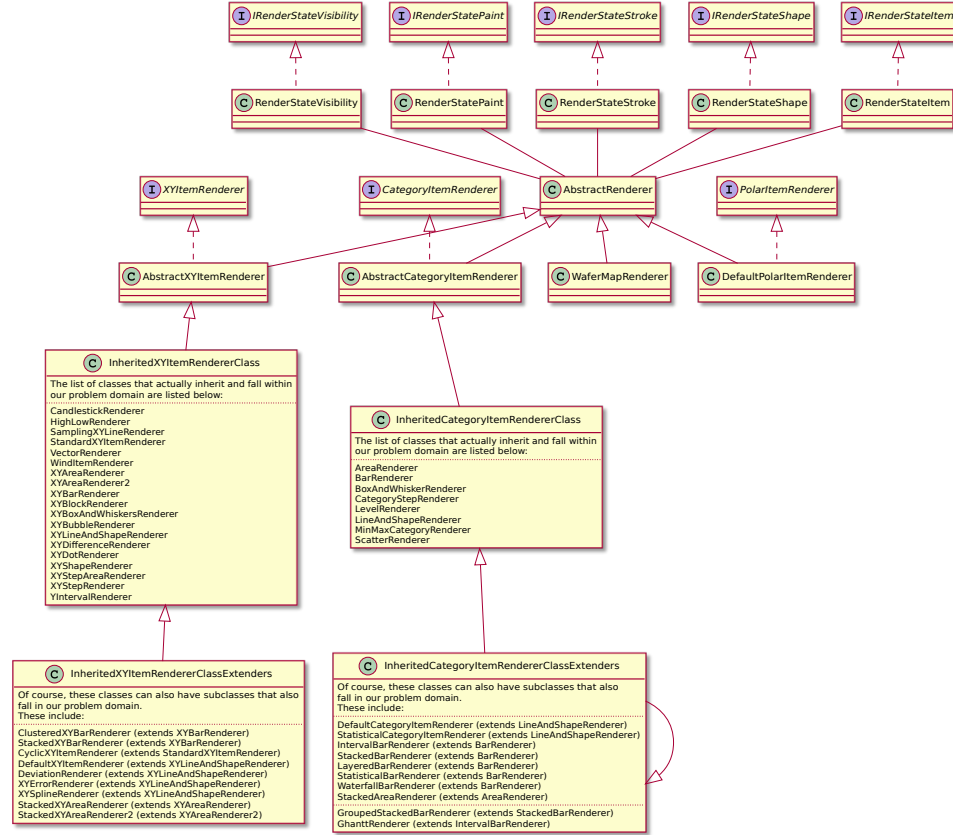 I IRenderStateVisibility
I IRenderStatePaint
I IRenderStateStroke
I IRenderStateShape
I IRenderStateItem
C RenderStateVisibility
C RenderStatePaint
C RenderStateStroke
C RenderStateShape
C RenderStateItem
I XYItemRenderer
I CategoryItemRenderer
C AbstractRenderer
I PolarItemRenderer
C AbstractXYItemRenderer
C AbstractCategoryItemRenderer
C WaferMapRenderer
C DefaultPolarItemRenderer
C InheritedXYItemRendererClass
The list of classes that actually inherit and fall within
our problem domain are listed below:
CandlestickRenderer
HighLowRenderer
SamplingXYLineRenderer
StandardXYItemRenderer
VectorRenderer
WindItemRenderer
XYAreaRenderer
XYAreaRenderer2
XYBarRenderer
XYBlockRenderer
XYBoxAndWhiskersRenderer
XYBubbleRenderer
XYLineAndShapeRenderer
XYDifferenceRenderer
XYDotRenderer
XYShapeRenderer
XYStepAreaRenderer
XYStepRenderer
YIntervalRenderer
C InheritedCategoryItemRendererClass
The list of classes that actually inherit and fall within
our problem domain are listed below:
AreaRenderer
BarRenderer
BoxAndWhiskerRenderer
CategoryStepRenderer
LevelRenderer
LineAndShapeRenderer
MinMaxCategoryRenderer
ScatterRenderer
C InheritedXYItemRendererClassExtenders
Of course, these classes can also have subclasses that also
fall in our problem domain.
These include:
ClusteredXYBarRenderer (extends XYBarRenderer)
StackedXYBarRenderer (extends XYBarRenderer)
CyclicXYItemRenderer (extends StandardXYItemRenderer)
DefaultXYItemRenderer (extends XYLineAndShapeRenderer)
DeviationRenderer (extends XYLineAndShapeRenderer)
XYErrorRenderer (extends XYLineAndShapeRenderer)
XYSplineRenderer (extends XYLineAndShapeRenderer)
StackedXYAreaRenderer (extends XYAreaRenderer)
StackedXYAreaRenderer2 (extends XYAreaRenderer2)
C InheritedCategoryItemRendererClassExtenders
Of course, these classes can also have subclasses that also
fall in our problem domain.
These include:
DefaultCategoryItemRenderer (extends LineAndShapeRenderer)
StatisticalCategoryItemRenderer (extends LineAndShapeRenderer)
IntervalBarRenderer (extends BarRenderer)
StackedBarRenderer (extends BarRenderer)
LayeredBarRenderer (extends BarRenderer)
StatisticalBarRenderer (extends BarRenderer)
WaterfallBarRenderer (extends BarRenderer)
StackedAreaRenderer (extends AreaRenderer)
GroupedStackedBarRenderer (extends StackedBarRenderer)
GhanttRenderer (extends IntervalBarRenderer)